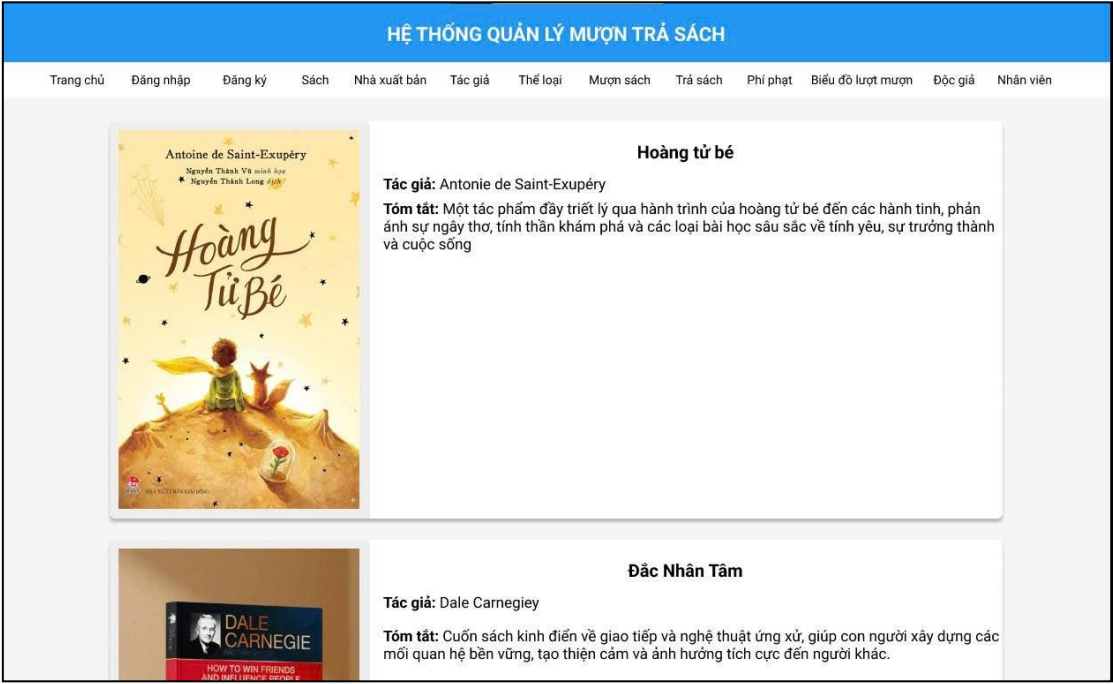 HỆ THỐNG QUẢN LÝ MƯỢN TRẢ SÁCH
Trang chủ Đăng nhập Đăng ký Sách Nhà xuất bản Tác giả Thể loại Mượn sách Trả sách Phí phạt Biểu đồ lượt mượn Độc giả Nhân viên
Antoine de Saint-Exupéry
Nguyễn Thành Vũ minh họa
Nguyễn Thành Long dịch
Hoàng
Tử Bé
NHÀ XUẤT BẢN KIM ĐỒNG
Hoàng tử bé
Tác giả: Antonie de Saint-Exupéry
Tóm tắt: Một tác phẩm đầy triết lý qua hành trình của hoàng tử bé đến các hành tinh, phản
ánh sự ngây thơ, tính thần khám phá và các loại bài học sâu sắc về tính yêu, sự trưởng thành
và cuộc sống
DALE
CARNEGIE
HOW TO WIN FRIENDS
AND INFLUENCE PEOPLE
Đắc Nhân Tâm
Tác giả: Dale Carnegiey
Tóm tắt: Cuốn sách kinh điển về giao tiếp và nghệ thuật ứng xử, giúp con người xây dựng các
mối quan hệ bền vững, tạo thiện cảm và ảnh hưởng tích cực đến người khác.